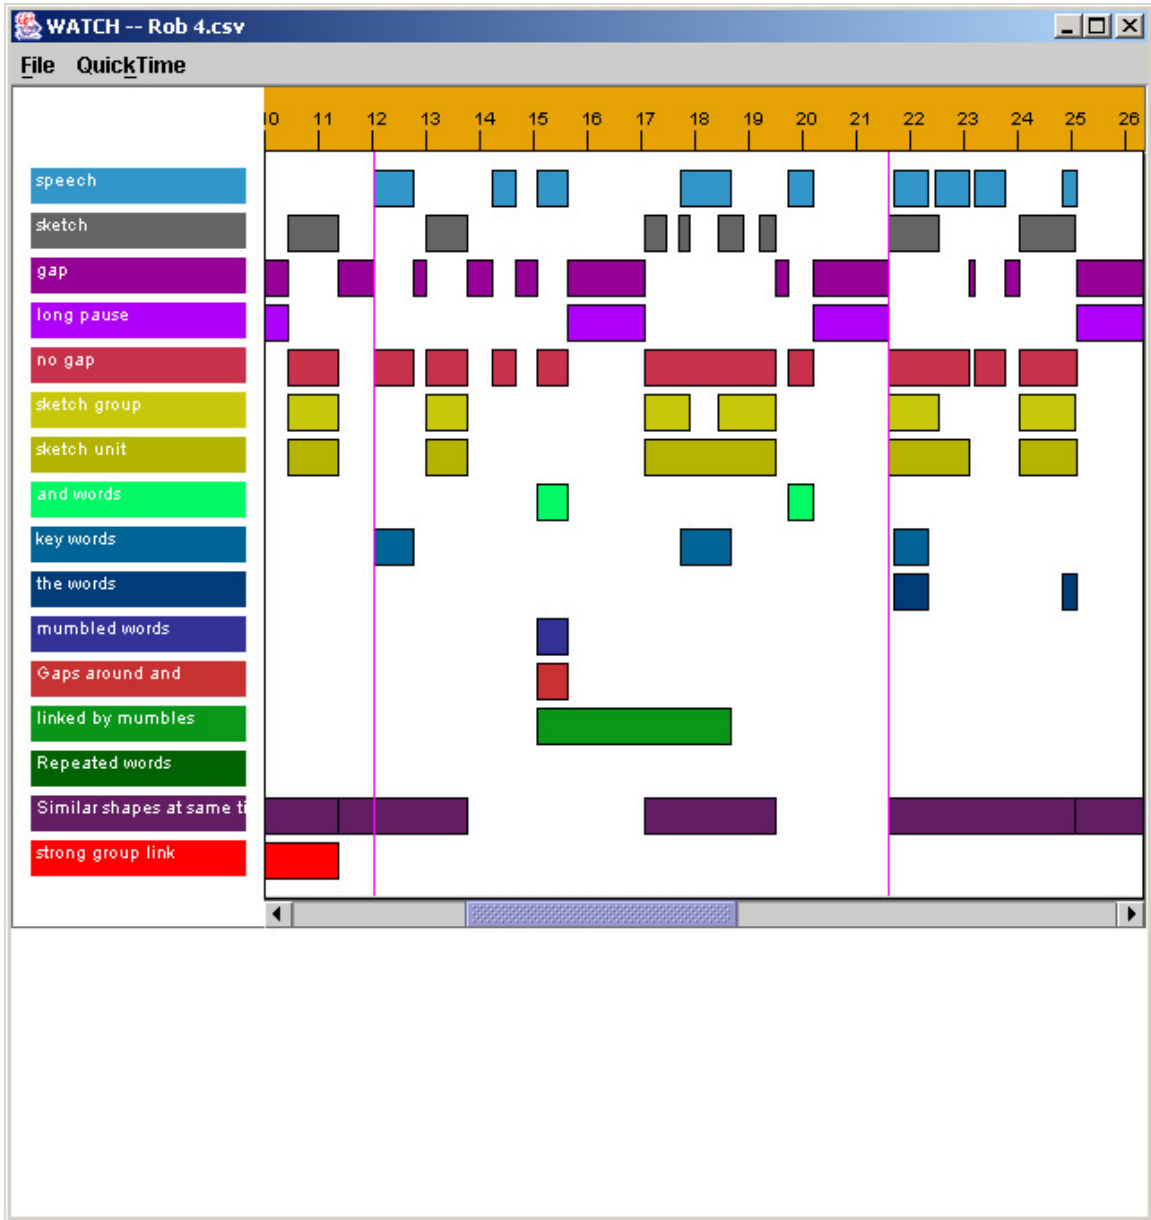 WATCH -- Rob 4.csv
File QuickTime
10 11 12 13 14 15 16 17 18 19 20 21 22 23 24 25 26
speech
sketch
gap
long pause
no gap
sketch group
sketch unit
and words
key words
the words
mumbled words
Gaps around and
linked by mumbles
Repeated words
Similar shapes at same ti
strong group link